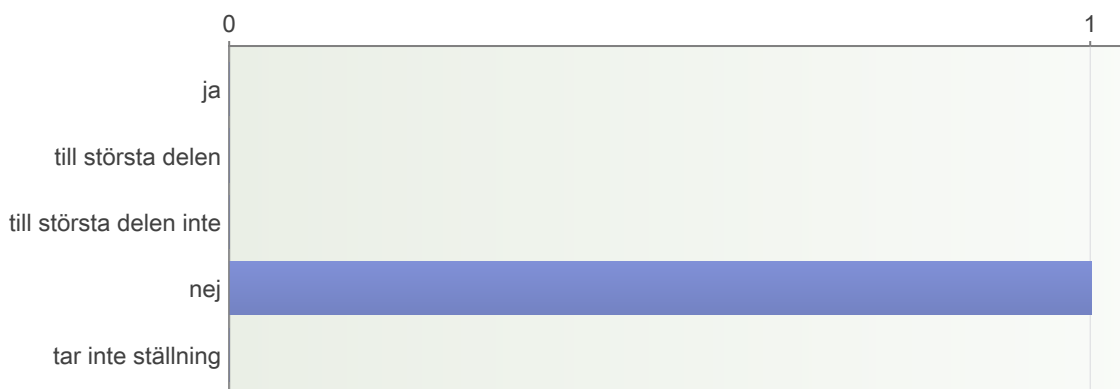 0 1
ja
till största delen
till största delen inte
nej
tar inte ställning